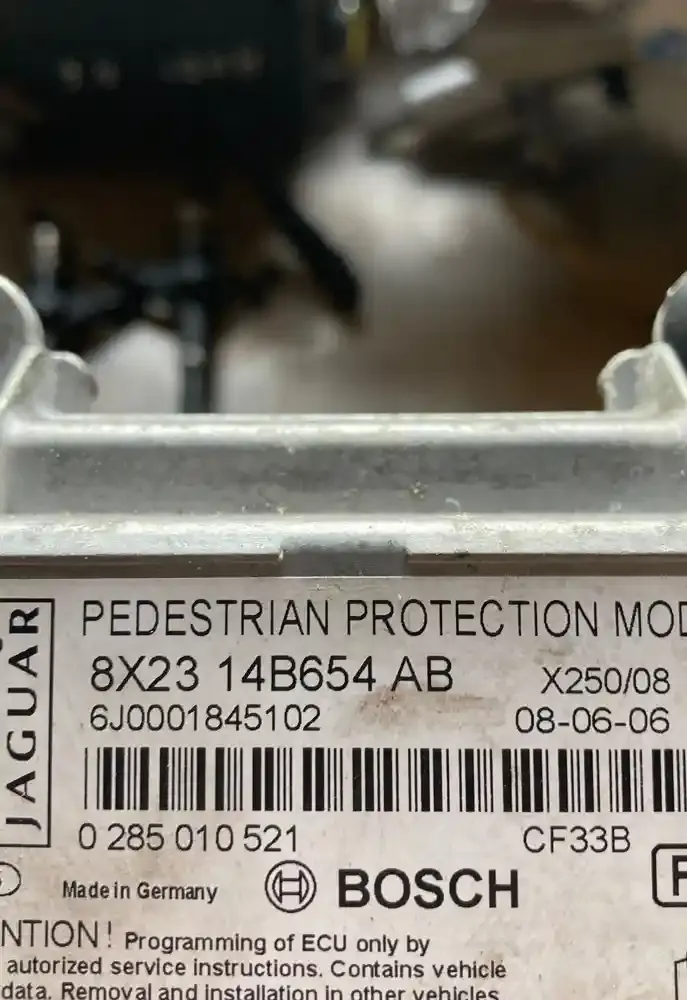 JAGUAR
PEDESTRIAN PROTECTION MOD
8X23 14B654 AB
X250/08
6J0001845102
08-06-06
0 285 010 521
CF33B
Made in Germany
BOSCH
NTION! Programming of ECU only by
autorized service instructions. Contains vehicle
data. Removal and installation in other vehicles